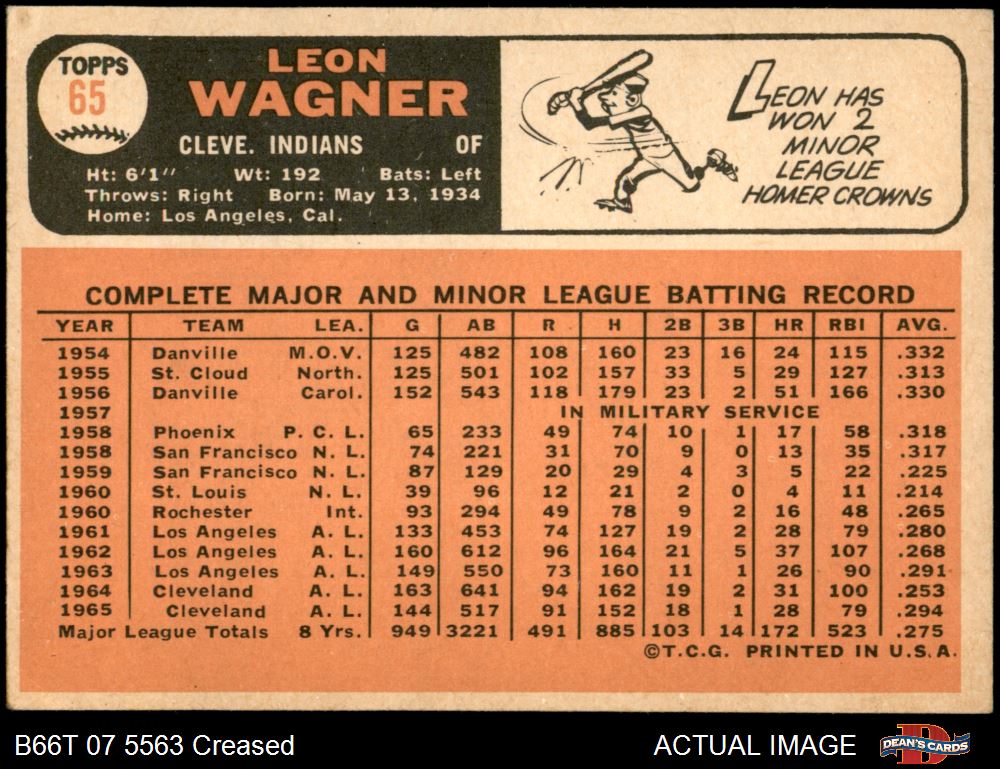 TOPPS
65
LEON
WAGNER
CLEVE. INDIANS OF
Ht: 6'1" Wt: 192 Bats: Left
Throws: Right Born: May 13, 1934
Home: Los Angeles, Cal.
LEON HAS
WON 2
MINOR
LEAGUE
HOMER CROWNS
COMPLETE MAJOR AND MINOR LEAGUE BATTING RECORD
YEAR TEAM LEA. G AB R H 2B 3B HR RBI AVG.
1954 Danville M.O.V. 125 482 108 160 23 16 24 115 .332
1955 St. Cloud North. 125 501 102 157 33 5 29 127 .313
1956 Danville Carol. 152 543 118 179 23 2 51 166 .330
1957 IN MILITARY SERVICE
1958 Phoenix P. C. L. 65 233 49 74 10 1 17 58 .318
1958 San Francisco N. L. 74 221 31 70 9 0 13 35 .317
1959 San Francisco N. L. 87 129 20 29 4 3 5 22 .225
1960 St. Louis N. L. 39 96 12 21 2 0 4 11 .214
1960 Rochester Int. 93 294 49 78 9 2 16 48 .265
1961 Los Angeles A. L. 133 453 74 127 19 2 28 79 .280
1962 Los Angeles A. L. 160 612 96 164 21 5 37 107 .268
1963 Los Angeles A. L. 149 550 73 160 11 1 26 90 .291
1964 Cleveland A. L. 163 641 94 162 19 2 31 100 .253
1965 Cleveland A. L. 144 517 91 152 18 1 28 79 .294
Major League Totals 8 Yrs. 949 3221 491 885 103 14 172 523 .275
©T.C.G. PRINTED IN U.S.A.
B66T 07 5563 Creased ACTUAL IMAGE DEAN'S CARDS